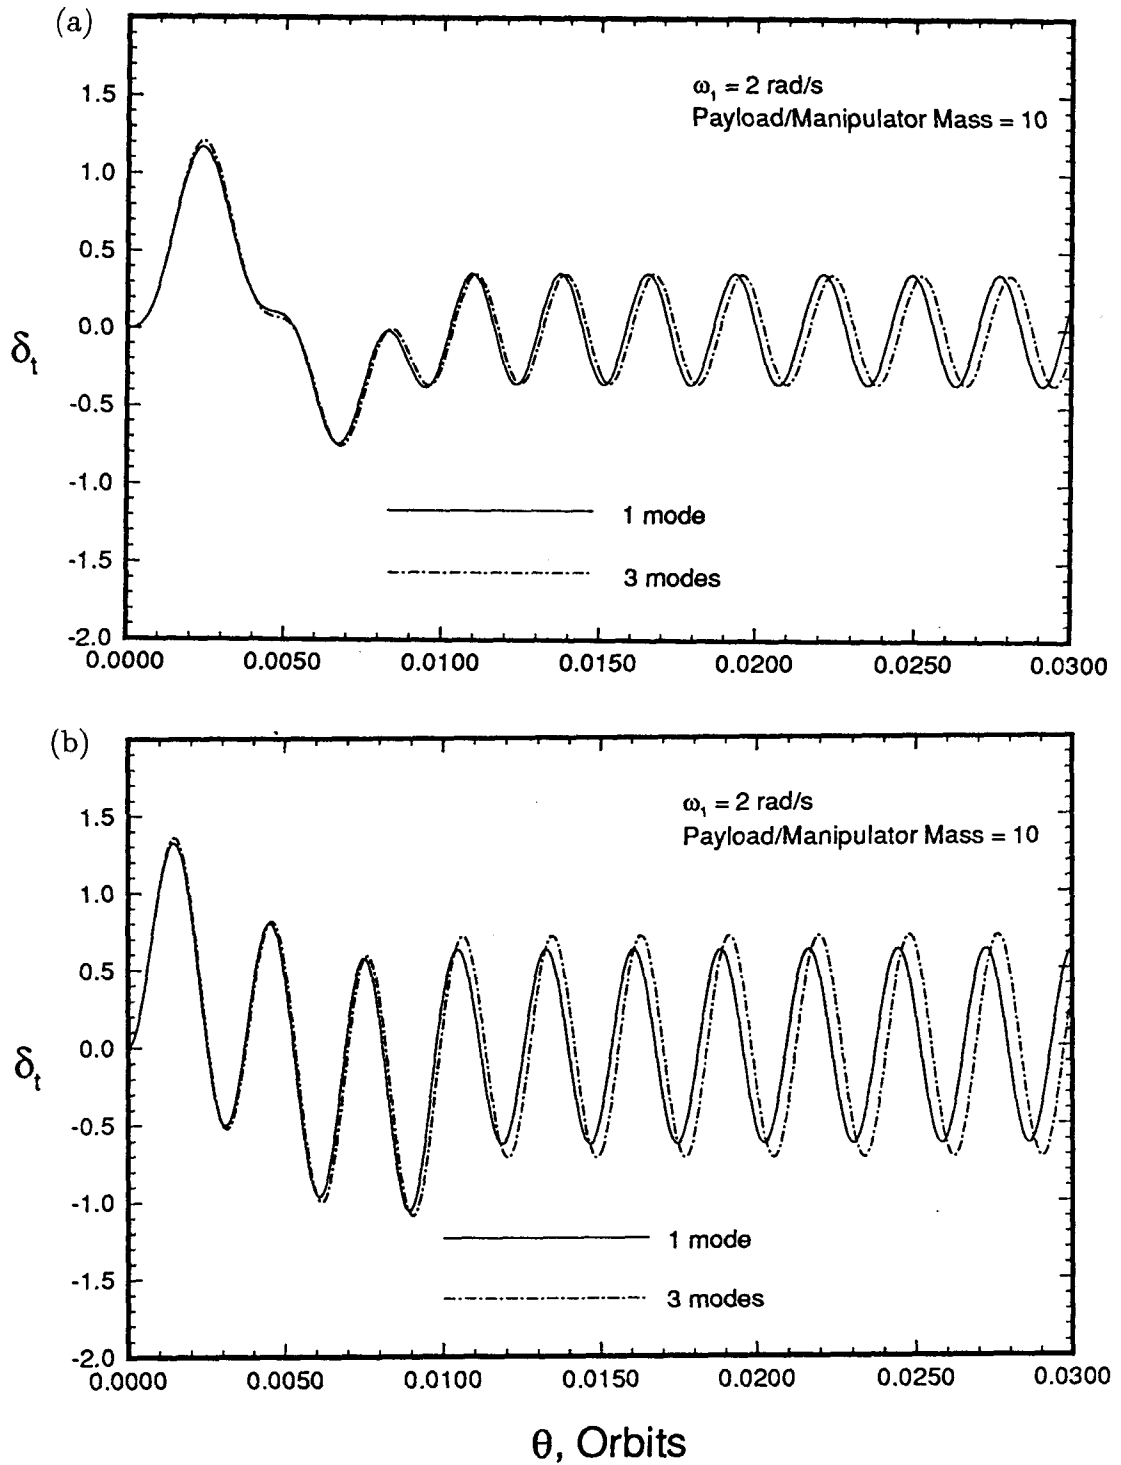 (a)
ω₁ = 2 rad/s
Payload/Manipulator Mass = 10
1.5
1.0
0.5
0.0
-0.5
-1.0
-1.5
-2.0
δₜ
1 mode
3 modes
0.0000 0.0050 0.0100 0.0150 0.0200 0.0250 0.0300
(b)
ω₁ = 2 rad/s
Payload/Manipulator Mass = 10
1.5
1.0
0.5
0.0
-0.5
-1.0
-1.5
-2.0
δₜ
1 mode
3 modes
0.0000 0.0050 0.0100 0.0150 0.0200 0.0250 0.0300
θ, Orbits